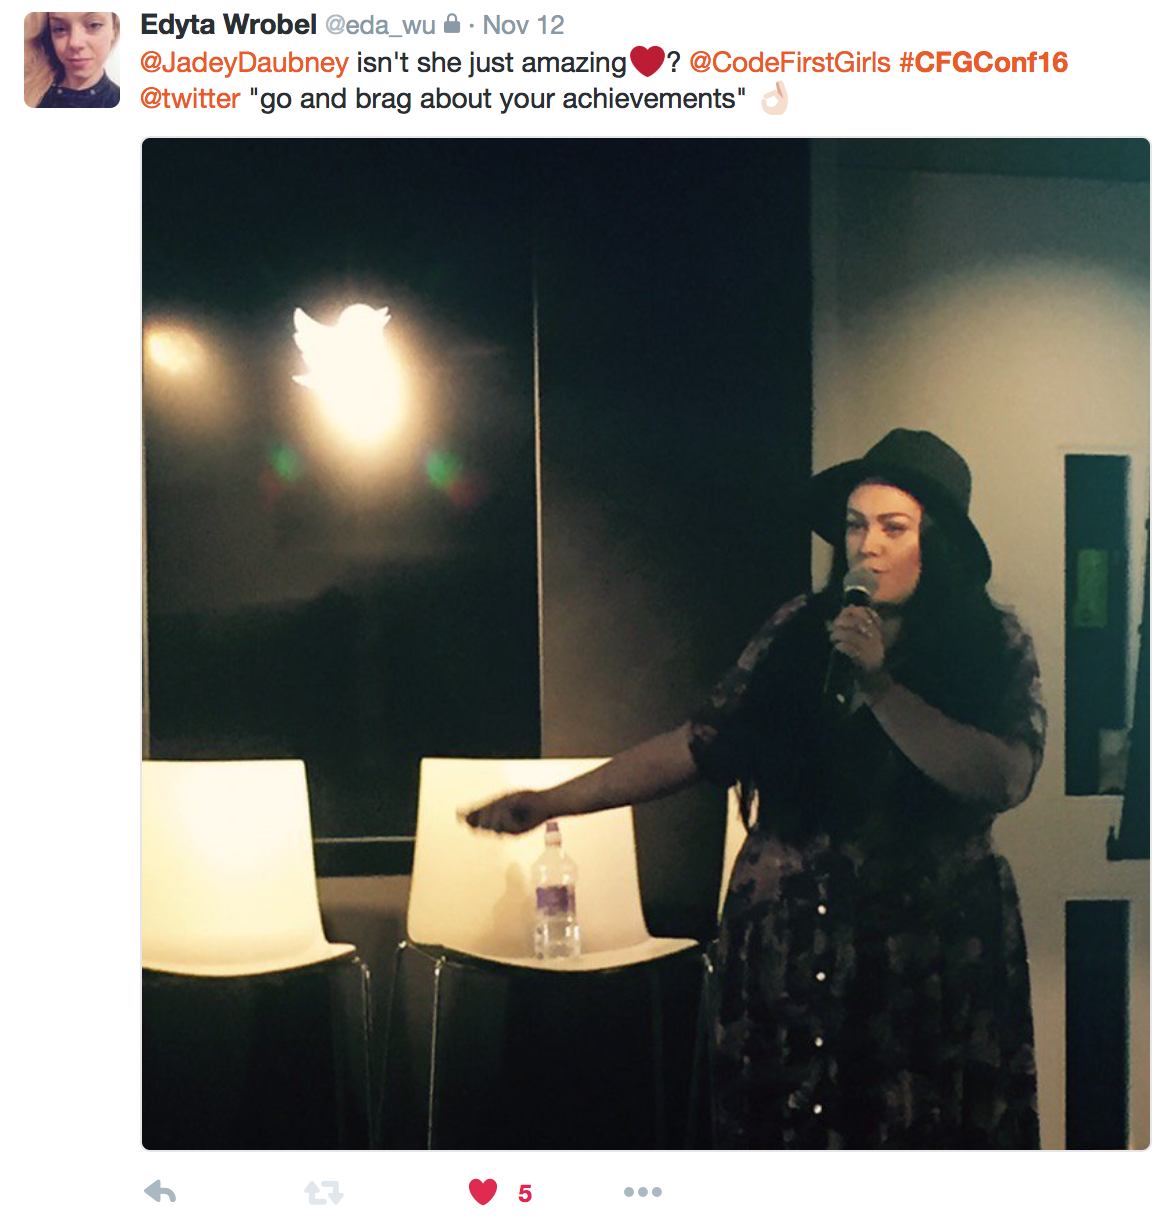 Edyta Wrobel @eda_wu · Nov 12
@JadeyDaubney isn't she just amazing❤️? @CodeFirstGirls #CFGConf16
@twitter "go and brag about your achievements" 👌🏻
5